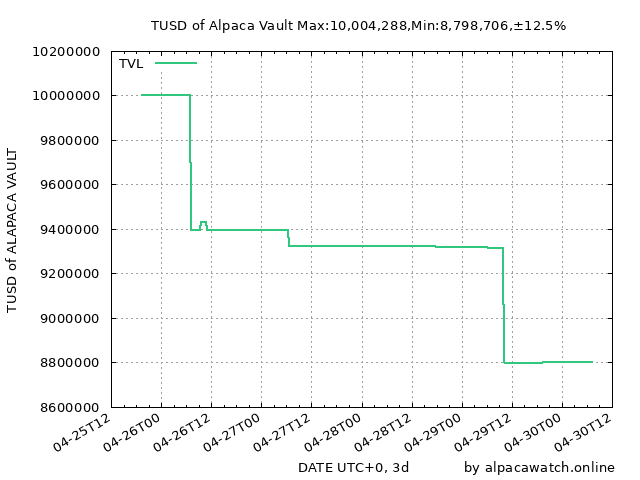 TUSD of Alpaca Vault Max:10,004,288,Min:8,798,706,±12.5%
TVL
10200000
10000000
9800000
9600000
9400000
9200000
9000000
8800000
8600000
TUSD of ALAPACA VAULT
04-25T12
04-26T00
04-26T12
04-27T00
04-27T12
04-28T00
04-28T12
04-29T00
04-29T12
04-30T00
04-30T12
DATE UTC+0, 3d
by alpacawatch.online